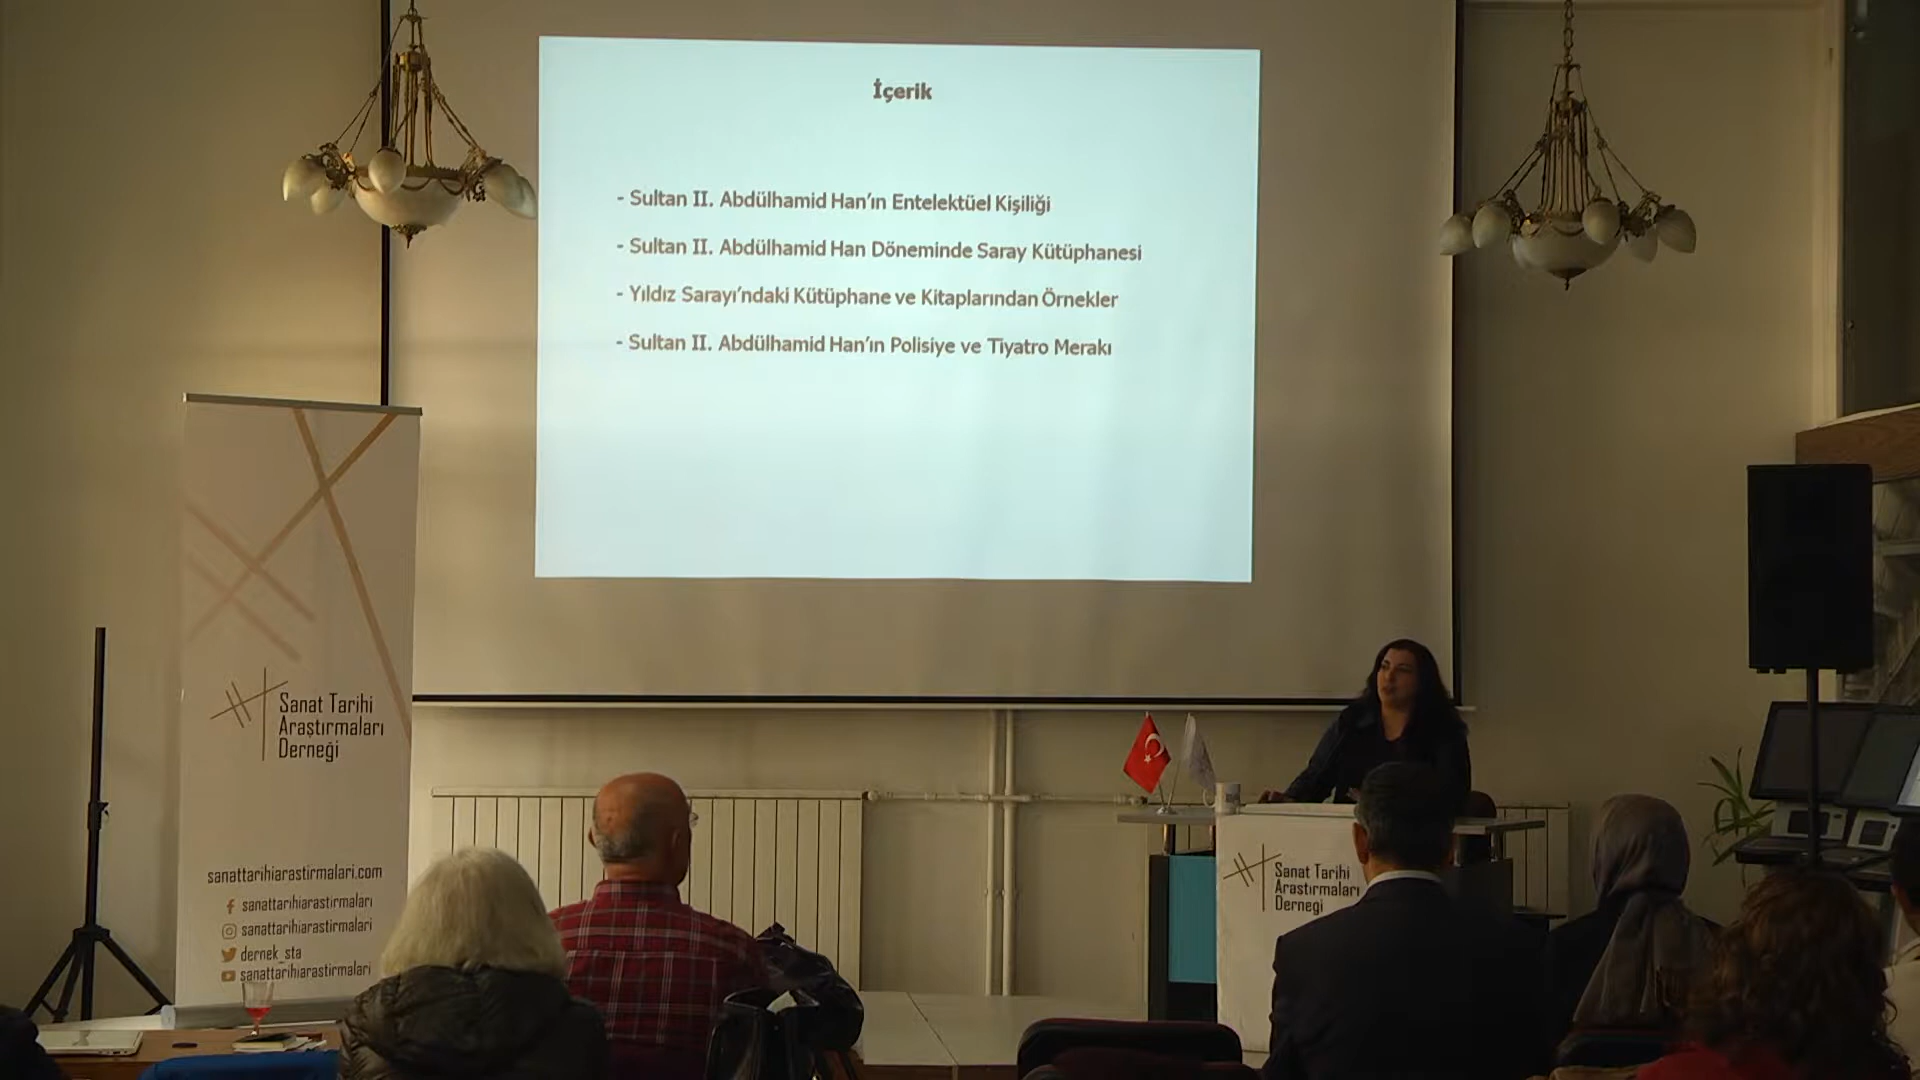 İçerik
- Sultan II. Abdülhamid Han'ın Entelektüel Kişiliği
- Sultan II. Abdülhamid Han Döneminde Saray Kütüphanesi
- Yıldız Sarayı'ndaki Kütüphane ve Kitaplarından Örnekler
- Sultan II. Abdülhamid Han'ın Polisiye ve Tiyatro Merakı
Sanat Tarihi
Araştırmaları
Derneği
sanattarihiarastirmalari.com
sanattarihiarastirmalari
sanattarihiarastirmalari
dernek_sta
sanattarihiarastirmalari
Sanat Tarihi
Araştırmaları
Derneği